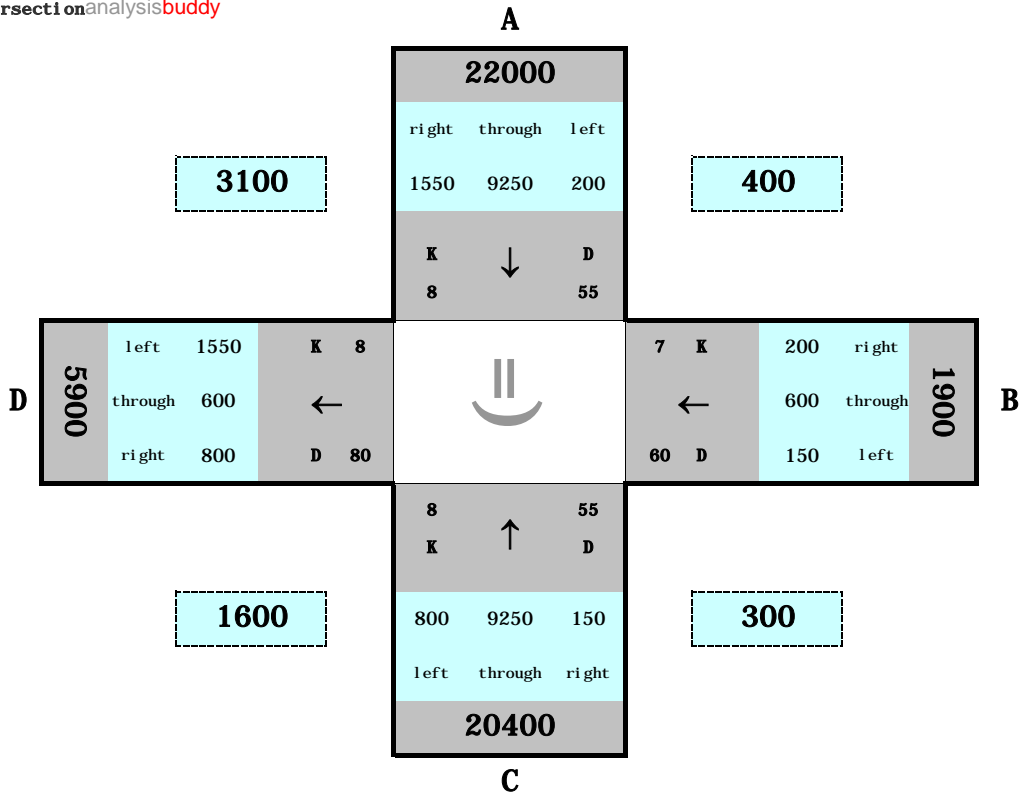 rsectionanalysisbuddy
A
22000
right through left
3100
1550 9250 200
400
K D
8 55
D
5900
left 1550
through 600
right 800
K 8
D 80
7 K
60 D
200 right
600 through
150 left
1900
B
8 55
K D
1600
800 9250 150
300
left through right
20400
C